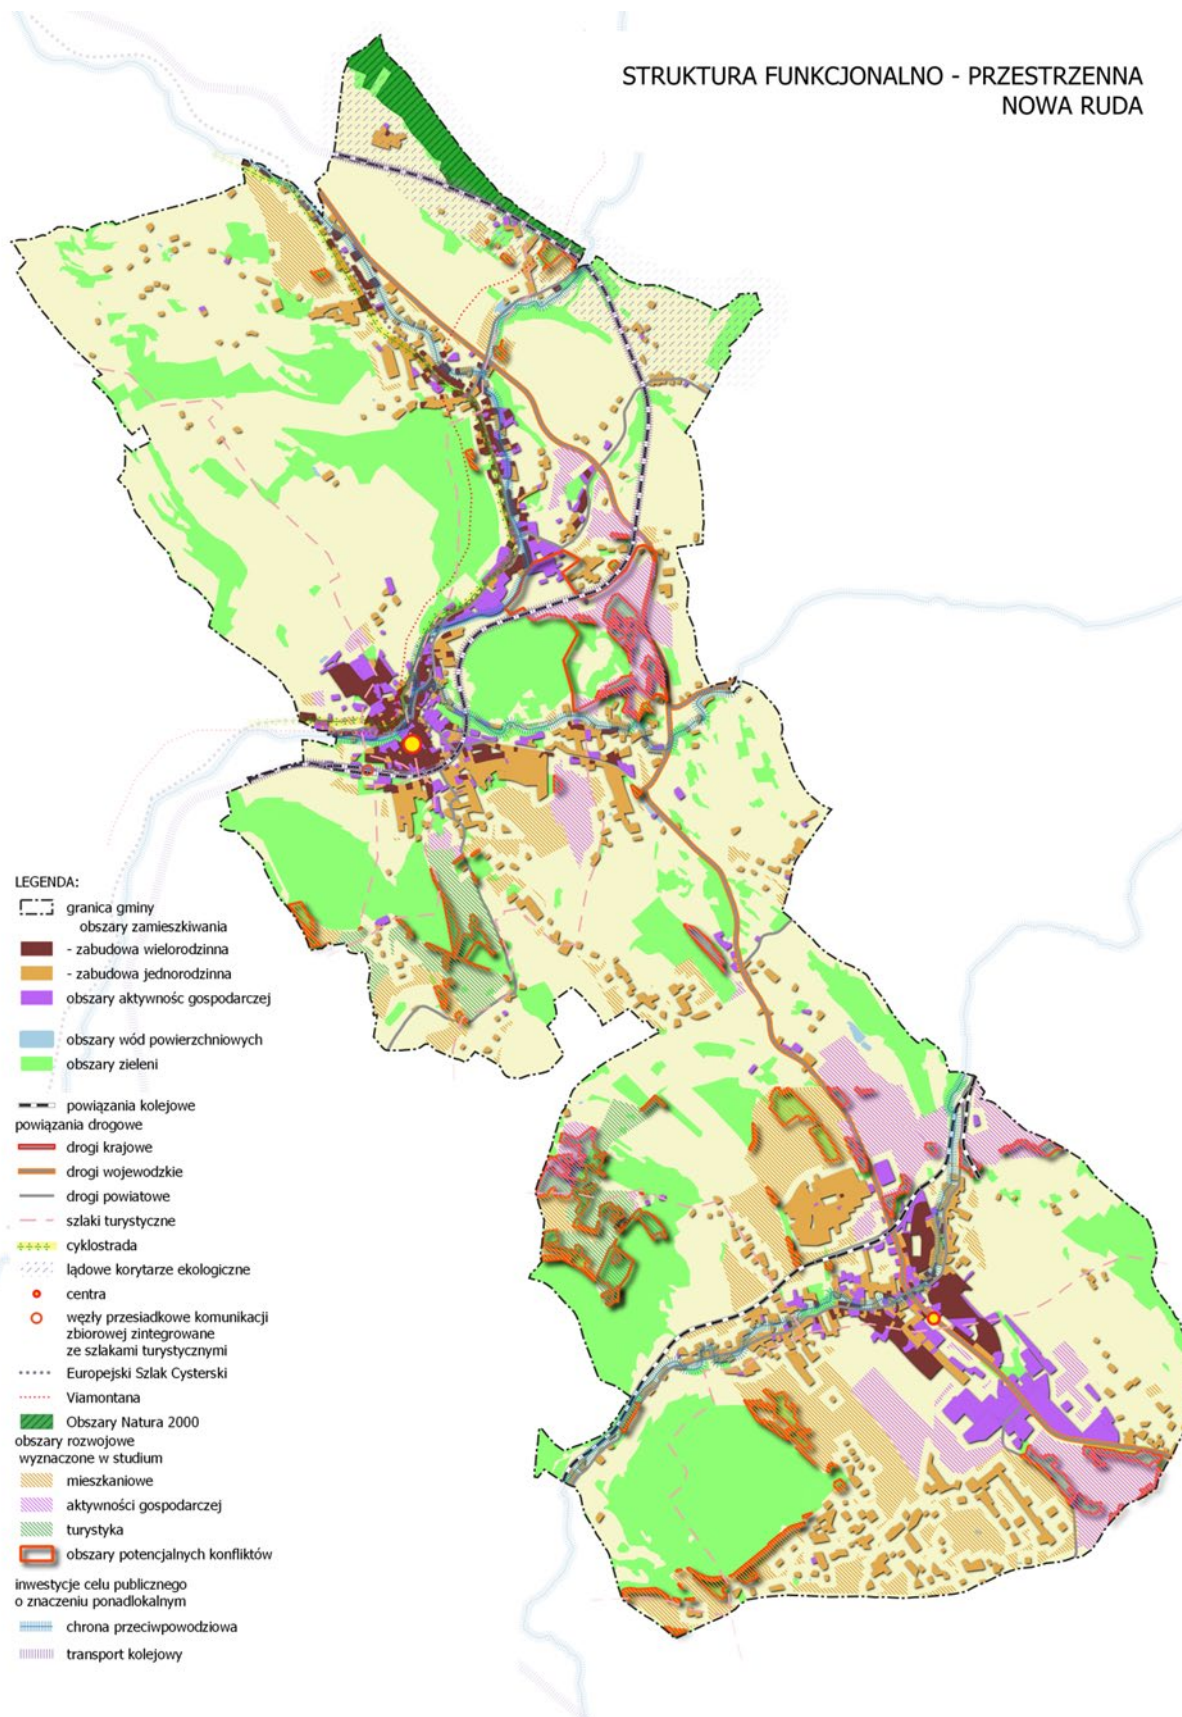 STRUKTURA FUNKCJONALNO - PRZESTRZENNA
NOWA RUDA
LEGENDA:
granica gminy
obszary zamieszkiwania
- zabudowa wielorodzinna
- zabudowa jednorodzinna
obszary aktywnośc gospodarczej
obszary wód powierzchniowych
obszary zieleni
powiązania kolejowe
powiązania drogowe
drogi krajowe
drogi wojewodzkie
drogi powiatowe
szlaki turystyczne
cyklostrada
lądowe korytarze ekologiczne
centra
węzły przesiadkowe komunikacji
zbiorowej zintegrowane
ze szlakami turystycznymi
Europejski Szlak Cysterski
Viamontana
Obszary Natura 2000
obszary rozwojowe
wyznaczone w studium
mieszkaniowe
aktywności gospodarczej
turystyka
obszary potencjalnych konfliktów
inwestycje celu publicznego
o znaczeniu ponadlokalnym
chrona przeciwpowodziowa
transport kolejowy